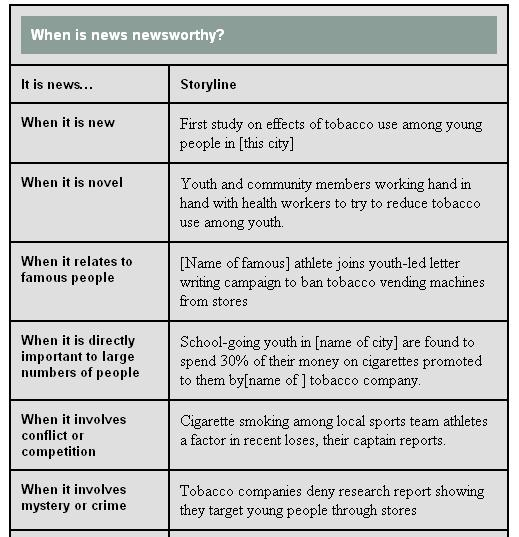 When is news newsworthy?
It is news...
Storyline
When it is new
First study on effects of tobacco use among young
people in [this city]
When it is novel
Youth and community members working hand in
hand with health workers to try to reduce tobacco
use among youth.
When it relates to
famous people
[Name of famous] athlete joins youth-led letter
writing campaign to ban tobacco vending machines
from stores
When it is directly
important to large
numbers of people
School-going youth in [name of city] are found to
spend 30% of their money on cigarettes promoted
to them by[name of ] tobacco company.
When it involves
conflict or
competition
Cigarette smoking among local sports team athletes
a factor in recent loses, their captain reports.
When it involves
mystery or crime
Tobacco companies deny research report showing
they target young people through stores